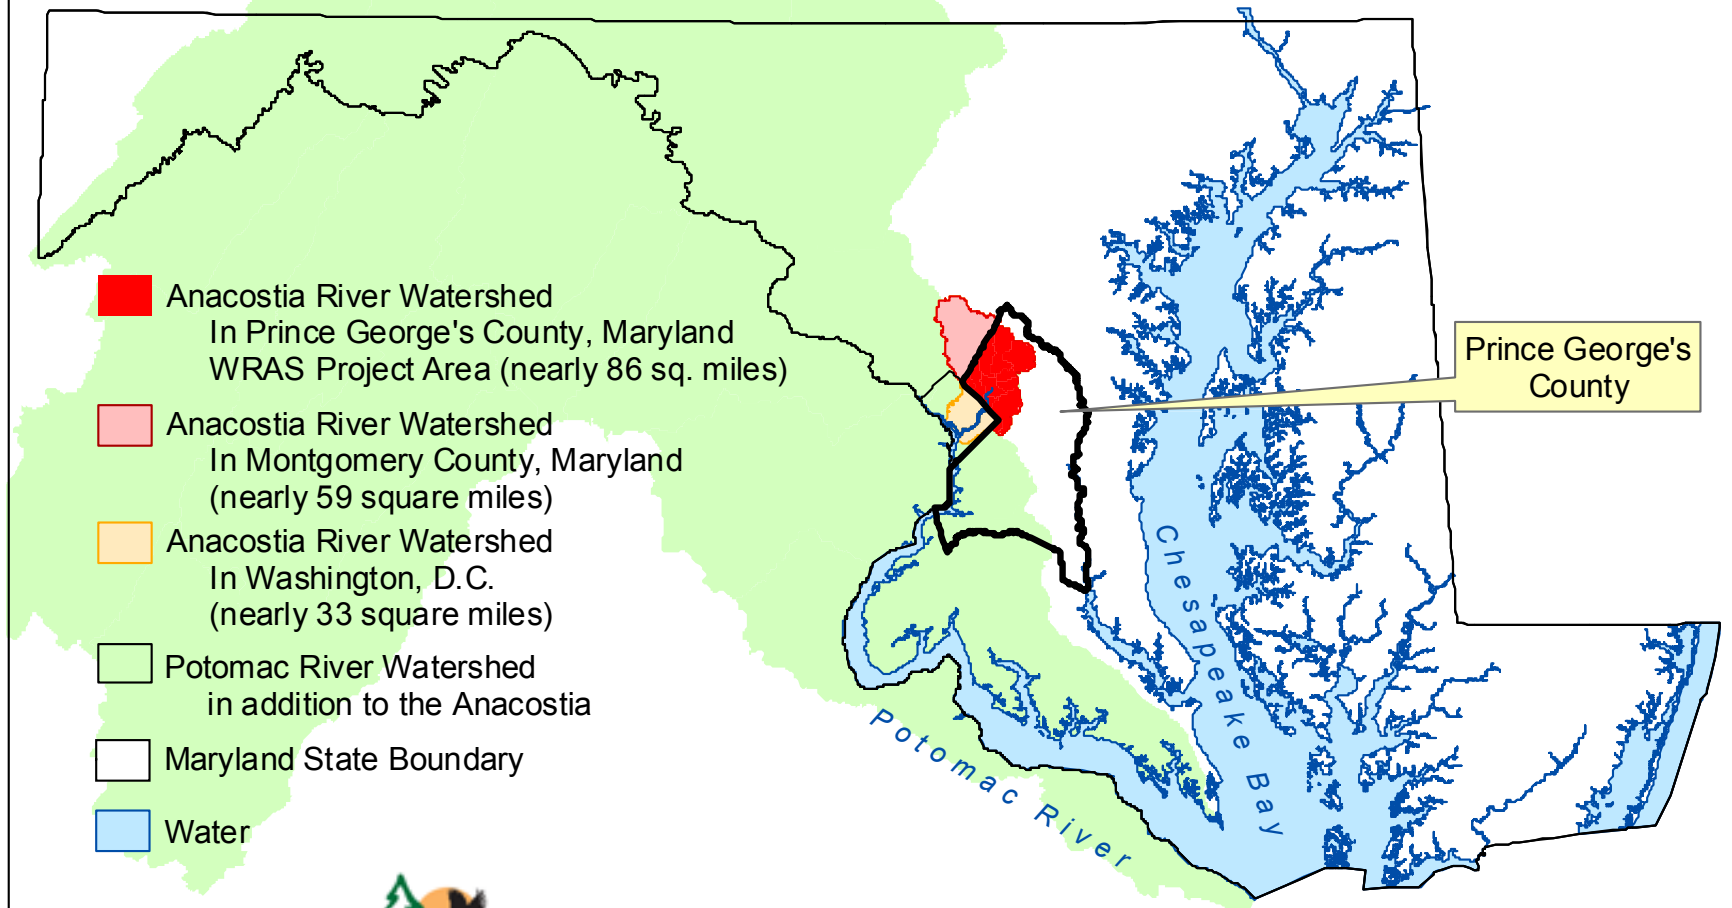 Anacostia River Watershed
In Prince George's County, Maryland
WRAS Project Area (nearly 86 sq. miles)
Anacostia River Watershed
In Montgomery County, Maryland
(nearly 59 square miles)
Anacostia River Watershed
In Washington, D.C.
(nearly 33 square miles)
Potomac River Watershed
in addition to the Anacostia
Maryland State Boundary
Water
Prince George's
County
Chesapeake Bay
Potomac River